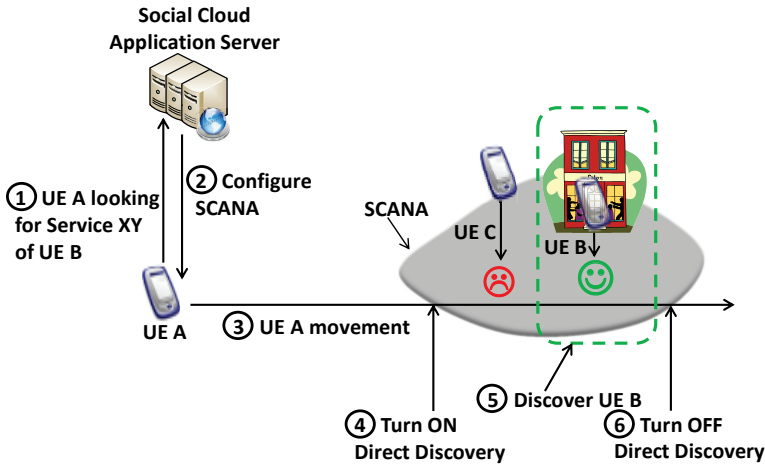 Social Cloud
Application Server
① UE A looking
for Service XY
of UE B
② Configure
SCANA
SCANA
UE C
UE B
UE A
③ UE A movement
④ Turn ON
Direct Discovery
⑤ Discover UE B
⑥ Turn OFF
Direct Discovery